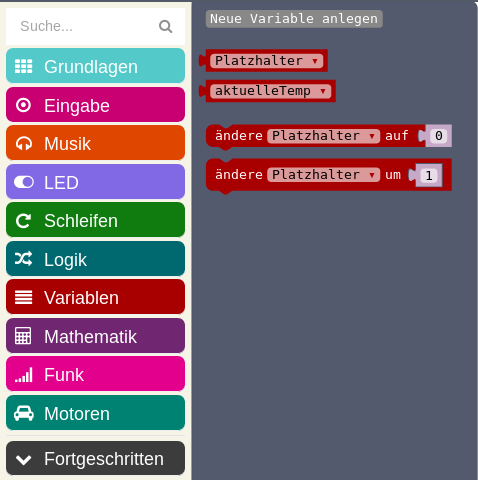 Suche...
Grundlagen
Eingabe
Musik
LED
Schleifen
Logik
Variablen
Mathematik
Funk
Motoren
Fortgeschritten
Neue Variable anlegen
Platzhalter
aktuelleTemp
ändere Platzhalter auf 0
ändere Platzhalter um 1